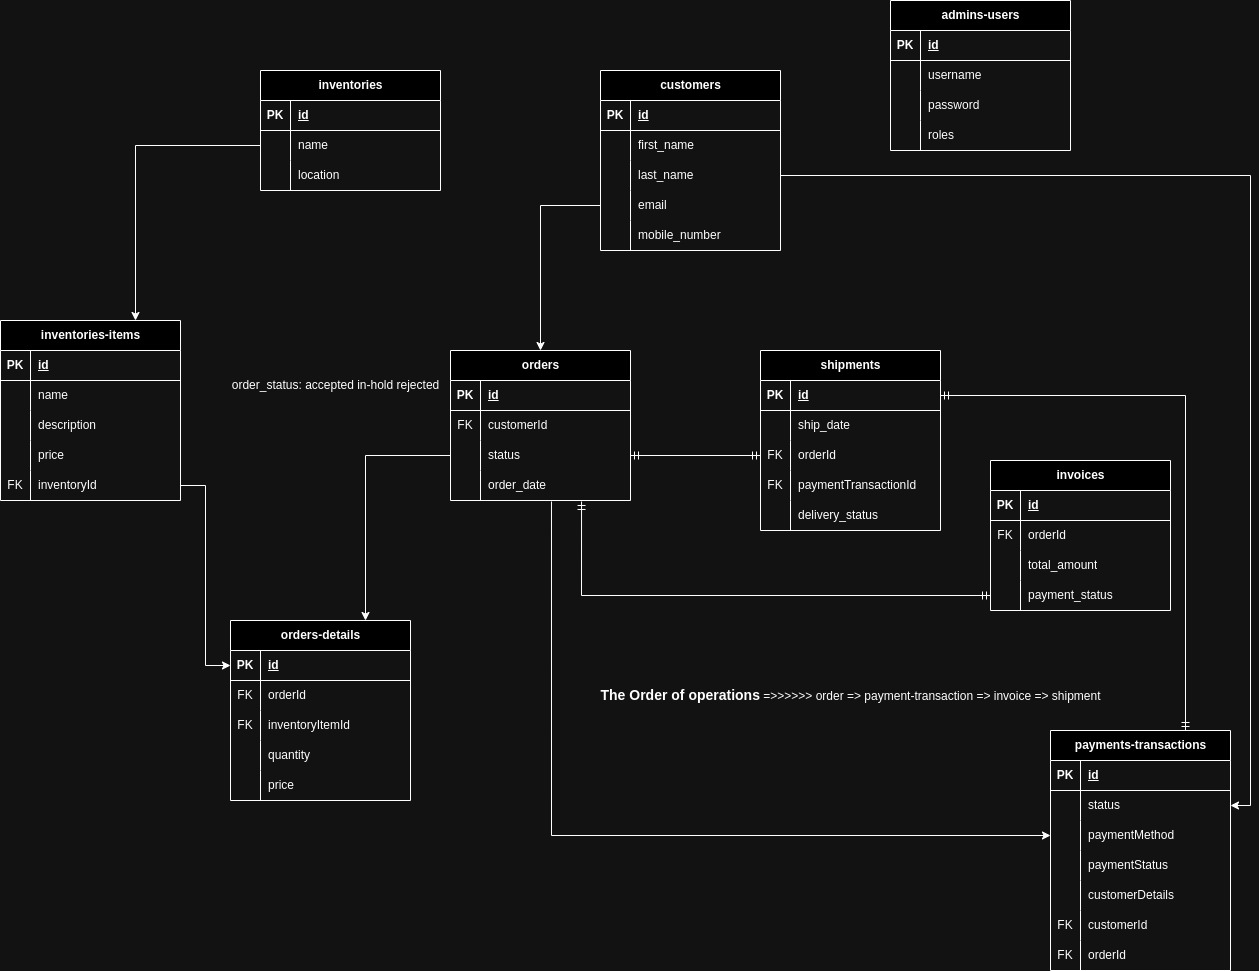 admins-users
PK id
username
password
roles
inventories
PK id
name
location
customers
PK id
first_name
last_name
email
mobile_number
inventories-items
PK id
name
description
price
FK inventoryId
order_status: accepted in-hold rejected
orders
PK id
FK customerId
status
order_date
shipments
PK id
ship_date
FK orderId
FK paymentTransactionId
delivery_status
invoices
PK id
FK orderId
total_amount
payment_status
orders-details
PK id
FK orderId
FK inventoryItemId
quantity
price
The Order of operations =>>>>>>> order => payment-transaction => invoice => shipment
payments-transactions
PK id
status
paymentMethod
paymentStatus
customerDetails
FK customerId
FK orderId